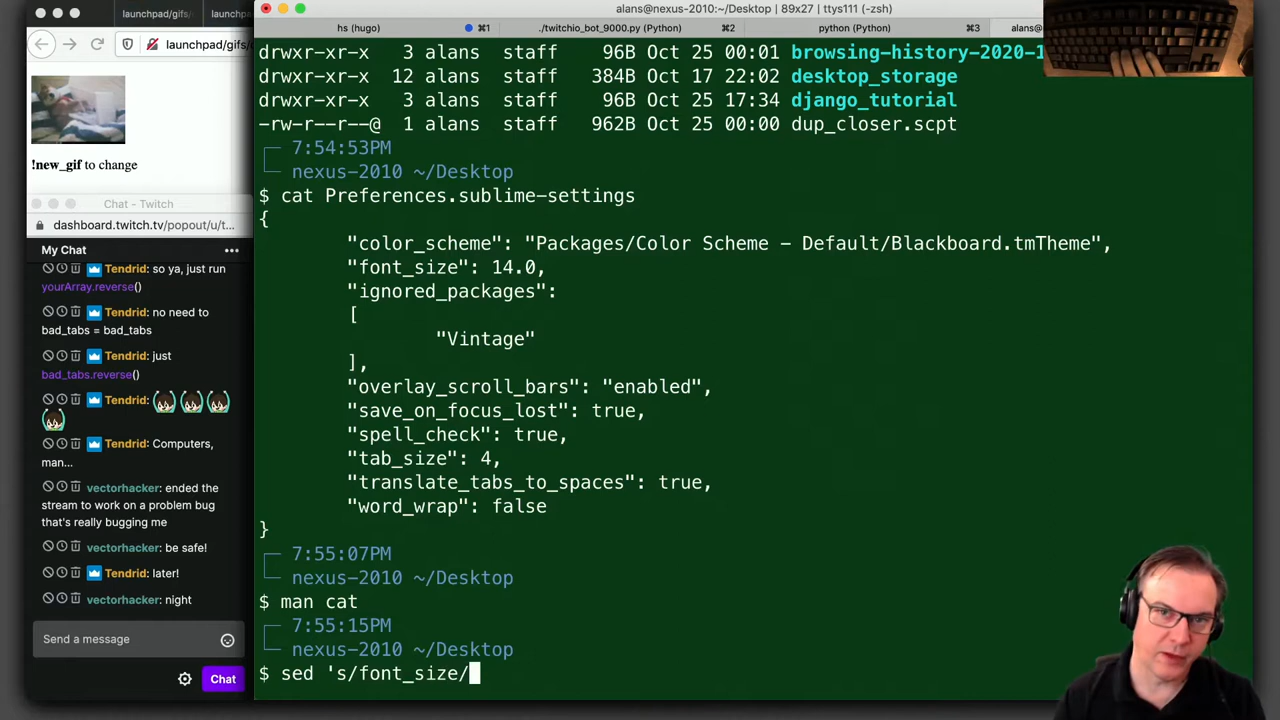 launchpad/gifs/
launchpa
launchpad/gifs/
!new_gif to change
Chat - Twitch
dashboard.twitch.tv/popout/u/t...
My Chat
Tendrid: so ya, just run
yourArray.reverse()
Tendrid: no need to
bad_tabs = bad_tabs
Tendrid: just
bad_tabs.reverse()
Tendrid:
Tendrid: Computers,
man...
vectorhacker: ended the
stream to work on a problem bug
that's really bugging me
vectorhacker: be safe!
Tendrid: later!
vectorhacker: night
Send a message
Chat
alans@nexus-2010:~/Desktop | 89x27 | ttys111 (-zsh)
hs (hugo) ⌘1
./twitchio_bot_9000.py (Python) ⌘2
python (Python) ⌘3
alans@
drwxr-xr-x 3 alans staff 96B Oct 25 00:01 browsing-history-2020-1
drwxr-xr-x 12 alans staff 384B Oct 17 22:02 desktop_storage
drwxr-xr-x 3 alans staff 96B Oct 25 17:34 django_tutorial
-rw-r--r--@ 1 alans staff 962B Oct 25 00:00 dup_closer.scpt
7:54:53PM
nexus-2010 ~/Desktop
$ cat Preferences.sublime-settings
{
"color_scheme": "Packages/Color Scheme - Default/Blackboard.tmTheme",
"font_size": 14.0,
"ignored_packages":
[
"Vintage"
],
"overlay_scroll_bars": "enabled",
"save_on_focus_lost": true,
"spell_check": true,
"tab_size": 4,
"translate_tabs_to_spaces": true,
"word_wrap": false
}
7:55:07PM
nexus-2010 ~/Desktop
$ man cat
7:55:15PM
nexus-2010 ~/Desktop
$ sed 's/font_size/